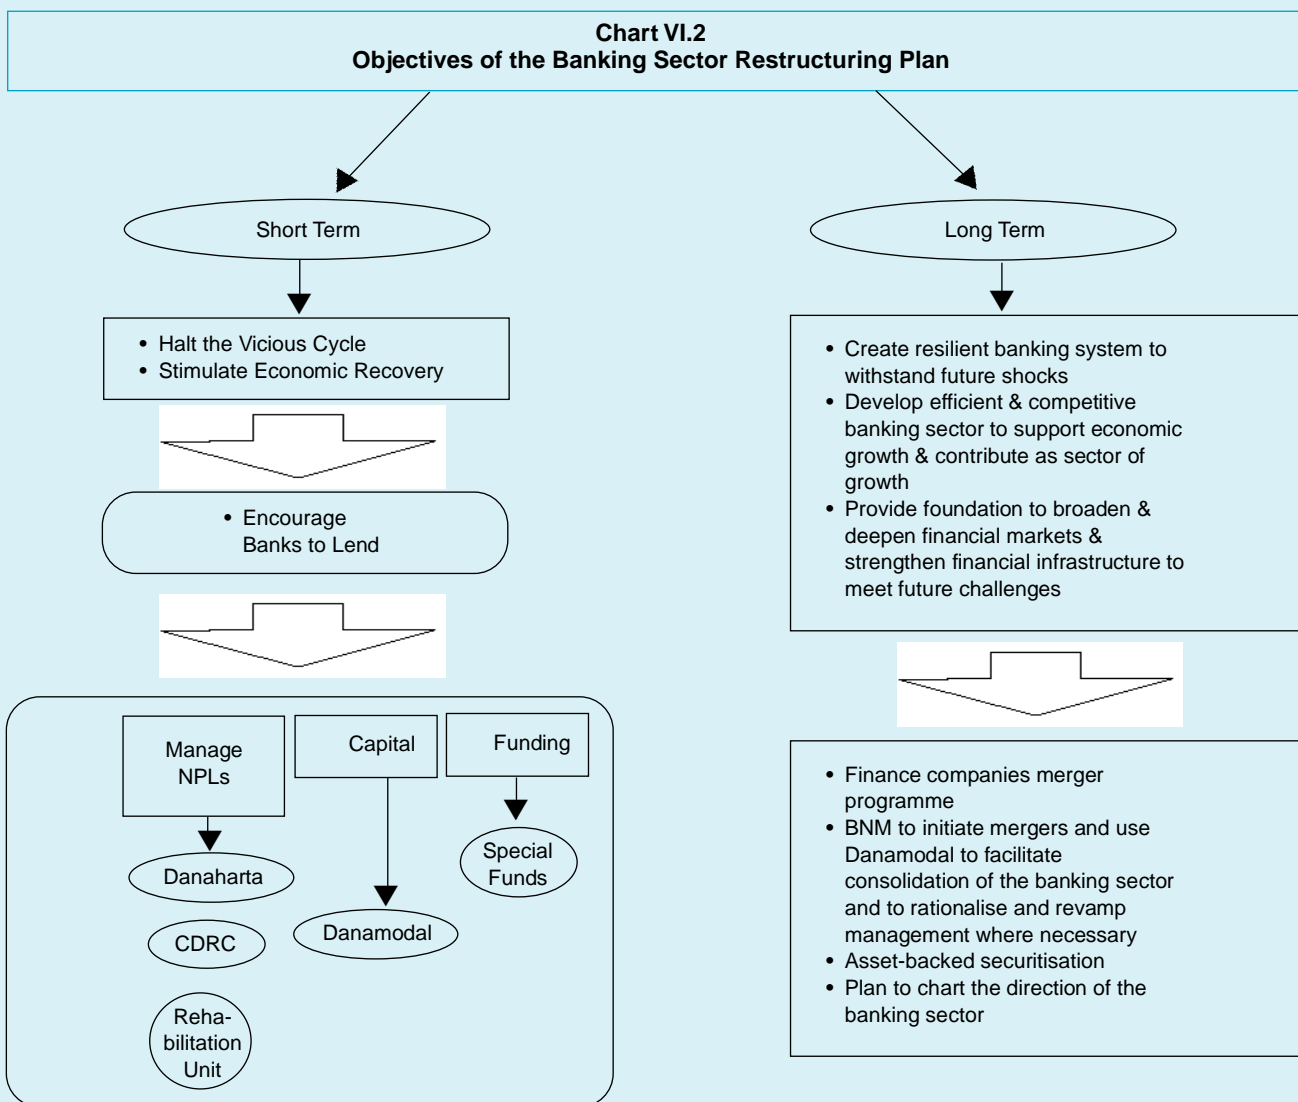 Chart VI.2
Objectives of the Banking Sector Restructuring Plan
Short Term
• Halt the Vicious Cycle
• Stimulate Economic Recovery
• Encourage
Banks to Lend
Manage
NPLs
Capital
Funding
Danaharta
CDRC
Reha-
bilitation
Unit
Danamodal
Special
Funds
Long Term
• Create resilient banking system to
withstand future shocks
• Develop efficient & competitive
banking sector to support economic
growth & contribute as sector of
growth
• Provide foundation to broaden &
deepen financial markets &
strengthen financial infrastructure to
meet future challenges
• Finance companies merger
programme
• BNM to initiate mergers and use
Danamodal to facilitate
consolidation of the banking sector
and to rationalise and revamp
management where necessary
• Asset-backed securitisation
• Plan to chart the direction of the
banking sector